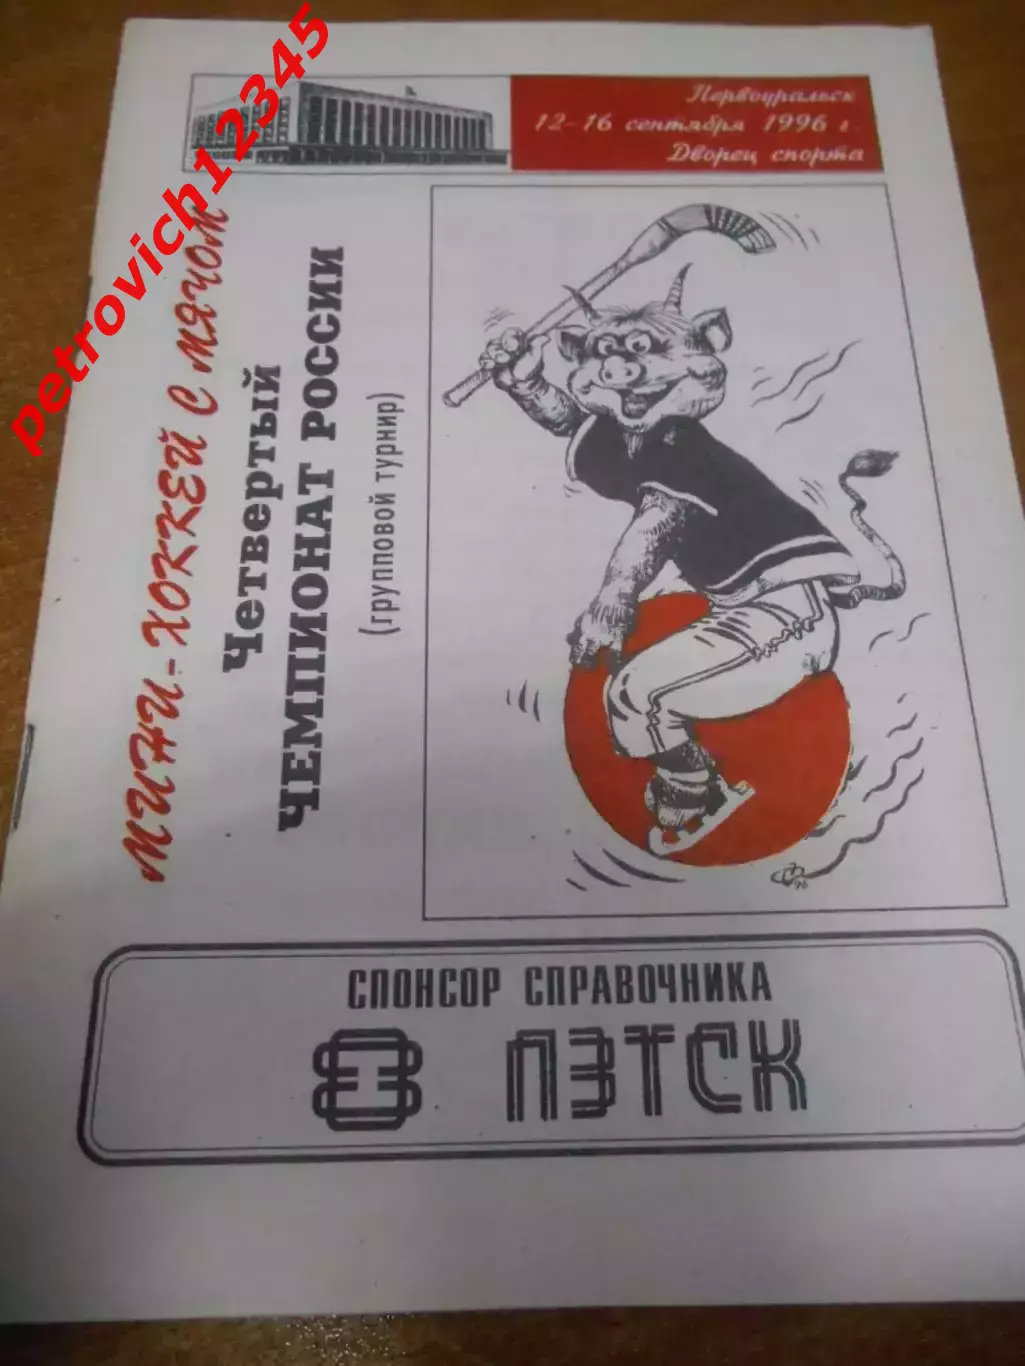 petrovich12345
Первоуральск
12-16 сентября 1996 г.
Дворец спорта
МИНИ-ХОККЕЙ С МЯЧОМ
Четвертый
ЧЕМПИОНАТ РОССИИ
(групповой турнир)
96
СПОНСОР СПРАВОЧНИКА
ПЭТСК